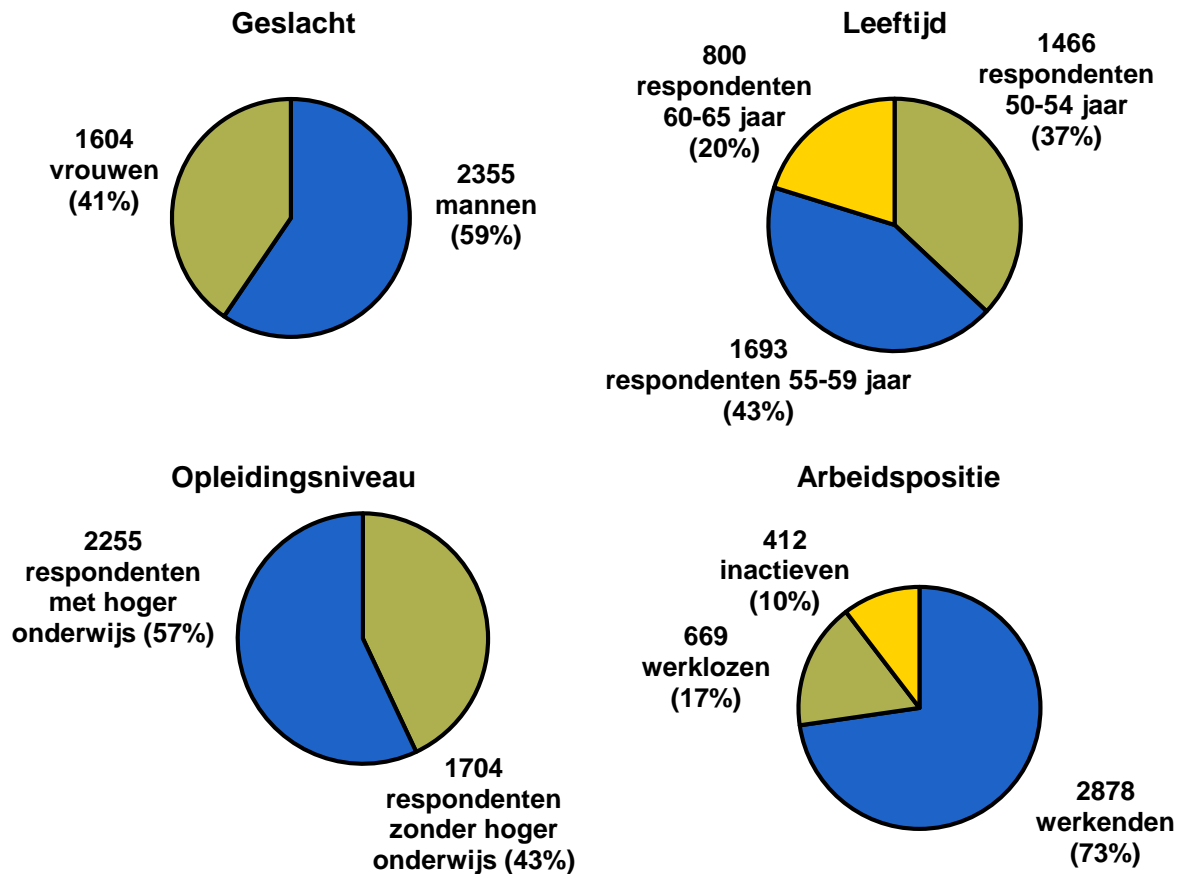 Geslacht
1604
vrouwen
(41%)
2355
mannen
(59%)
Leeftijd
800
respondenten
60-65 jaar
(20%)
1466
respondenten
50-54 jaar
(37%)
1693
respondenten 55-59 jaar
(43%)
Opleidingsniveau
2255
respondenten
met hoger
onderwijs (57%)
1704
respondenten
zonder hoger
onderwijs (43%)
Arbeidspositie
412
inactieven
(10%)
669
werklozen
(17%)
2878
werkenden
(73%)